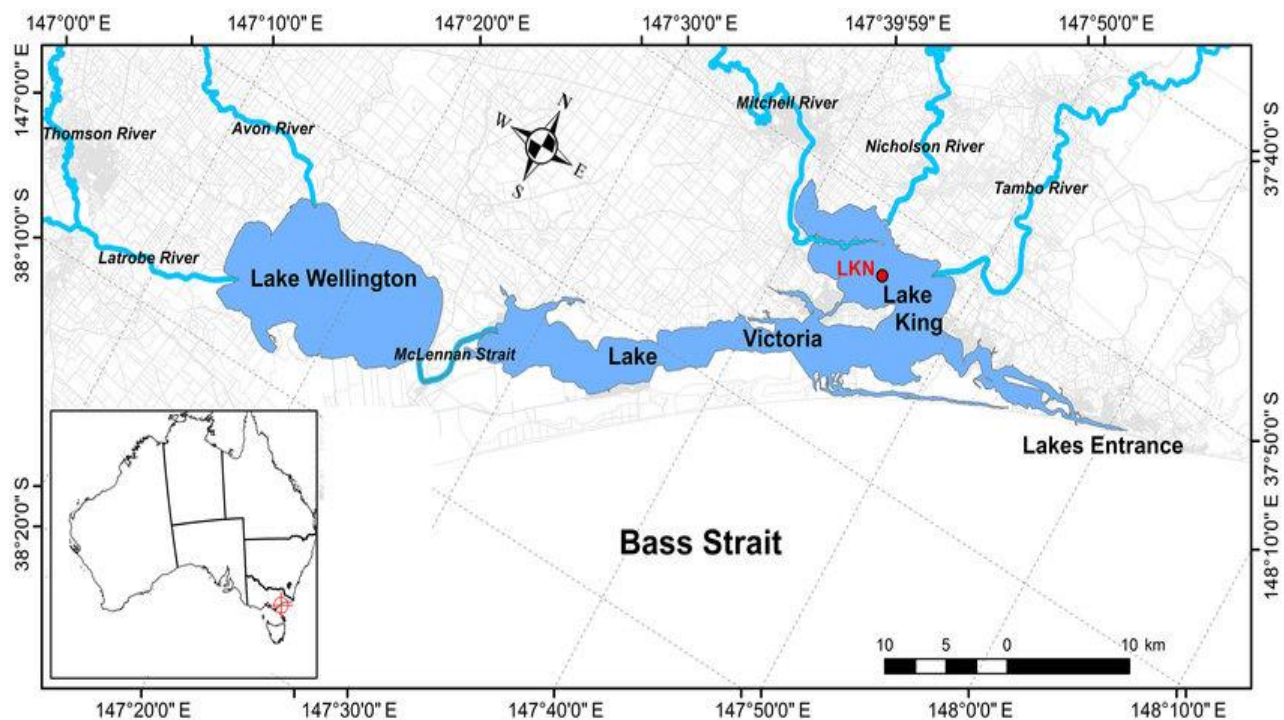 147°0'0" E
147°10'0" E
147°20'0" E
147°30'0" E
147°39'59" E
147°50'0" E
147°0'0" E
38°10'0" S
38°20'0" S
37°40'0" S
37°50'0" S
148°10'0" E
Thomson River
Avon River
Latrobe River
Mitchell River
Nicholson River
Tambo River
N
W
E
S
Lake Wellington
McLennan Strait
LKN
Lake
King
Lake
Victoria
Lakes Entrance
Bass Strait
10 5 0 10 km
147°20'0" E
147°30'0" E
147°40'0" E
147°50'0" E
148°0'0" E
148°10'0" E